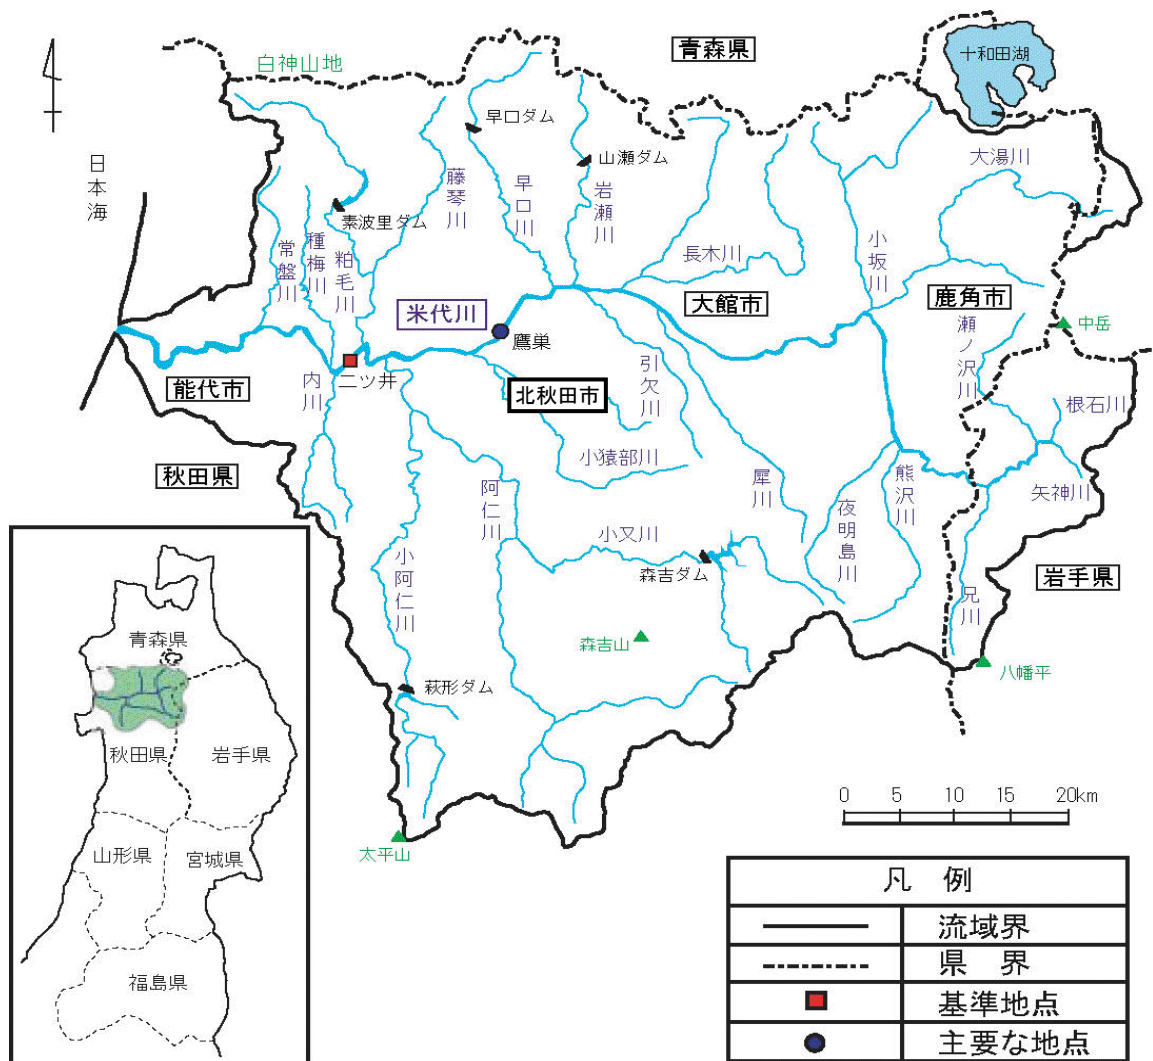 青森県
白神山地
十和田湖
早口ダム
山瀬ダム
大湯川
日本海
藤琴川
早口川
岩瀬川
素波里ダム
小坂川
長木川
常盤川
種梅川
粕毛川
米代川
大館市
鹿角市
中岳
鷹巣
瀬ノ沢川
二ツ井
能代市
内川
北秋田市
引欠川
根石川
秋田県
小猿部川
阿仁川
犀川
熊沢川
矢神川
小又川
夜明島川
森吉ダム
小阿仁川
岩手県
兄川
森吉山
八幡平
萩形ダム
太平山
青森県
秋田県
岩手県
山形県
宮城県
福島県
0 5 10 15 20km
凡 例
流域界
県 界
基準地点
主要な地点